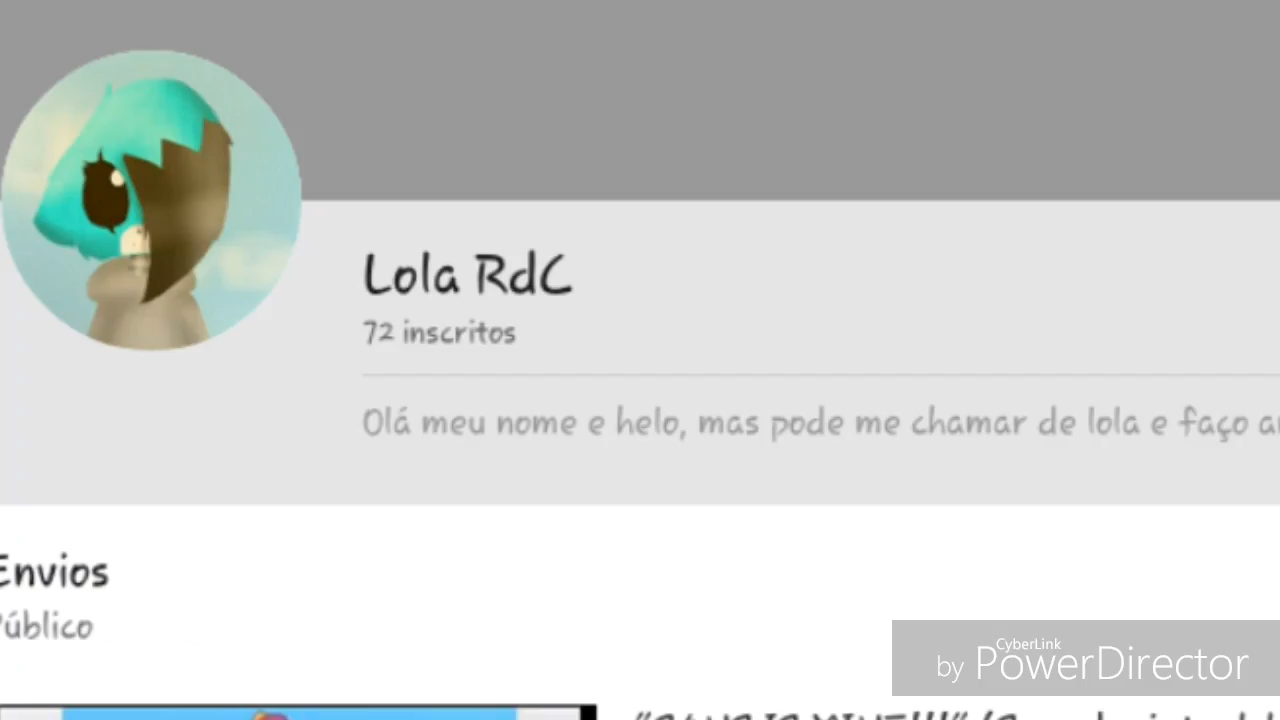 Lola RdC
72 inscritos
Olá meu nome e helo, mas pode me chamar de lola e faço
Envios
Público
CyberLink
by PowerDirector